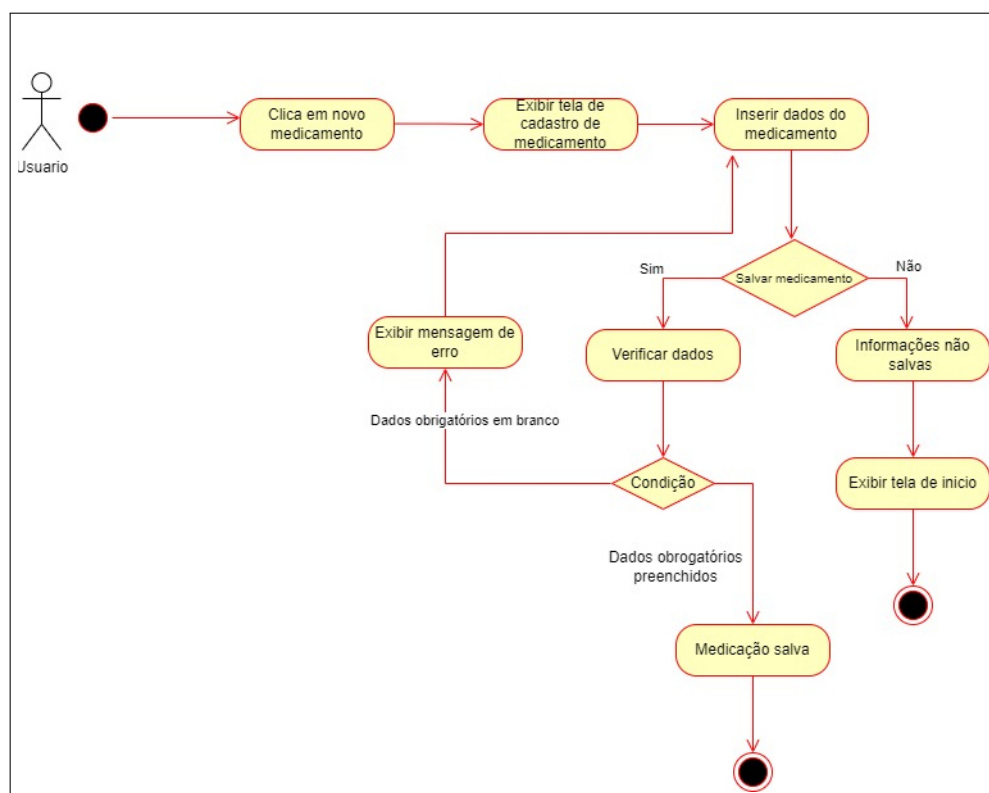 Usuario
Clica em novo
medicamento
Exibir tela de
cadastro de
medicamento
Inserir dados do
medicamento
Salvar medicamento
Sim
Não
Exibir mensagem de
erro
Verificar dados
Informações não
salvas
Dados obrigatórios em branco
Condição
Exibir tela de inicio
Dados obrogatórios
preenchidos
Medicação salva